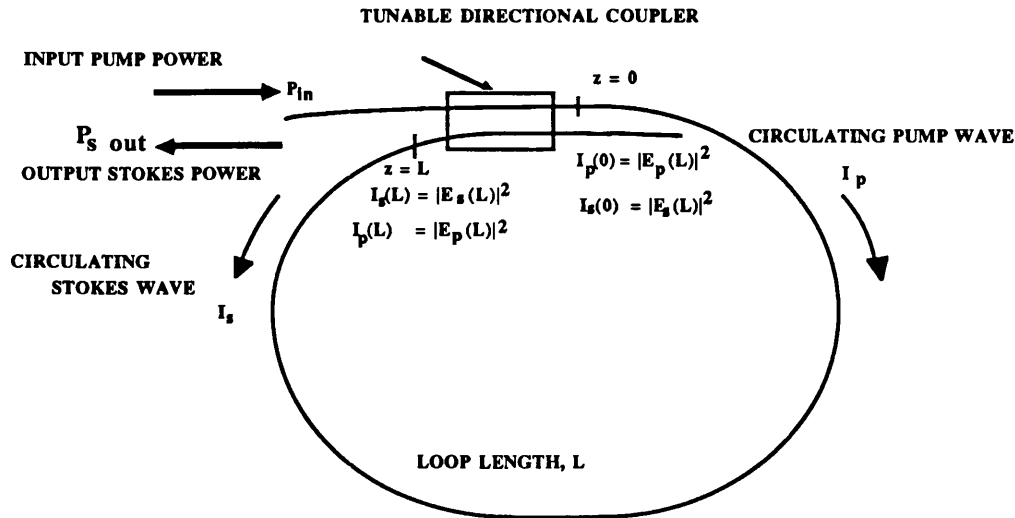 TUNABLE DIRECTIONAL COUPLER
INPUT PUMP POWER
z = 0
P_in
P_s out
CIRCULATING PUMP WAVE
OUTPUT STOKES POWER
z = L
I_p(0) = |E_p(L)|²
I_p
I_s(L) = |E_s(L)|²
I_s(0) = |E_s(L)|²
I_p(L) = |E_p(L)|²
CIRCULATING
STOKES WAVE
I_s
LOOP LENGTH, L